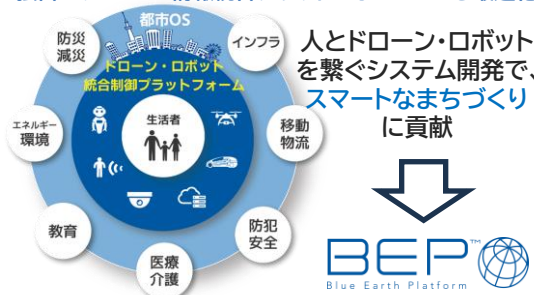 都市OS
防災
減災
インフラ
ドローン・ロボット
統合制御プラットフォーム
生活者
エネルギー
環境
移動
物流
教育
防犯
安全
医療
介護
人とドローン・ロボット
を繋ぐシステム開発で、
スマートなまちづくり
に貢献
BEP™
Blue Earth Platform